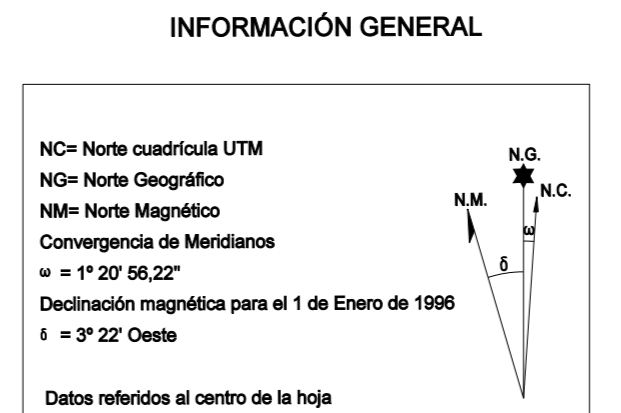 INFORMACIÓN GENERAL
NC= Norte cuadrícula UTM
NG= Norte Geográfico
NM= Norte Magnético
Convergencia de Meridianos
ω = 1º 20' 56,22"
Declinación magnética para el 1 de Enero de 1996
δ = 3º 22' Oeste
Datos referidos al centro de la hoja
N.G.
N.M.
N.C.
ω
δ